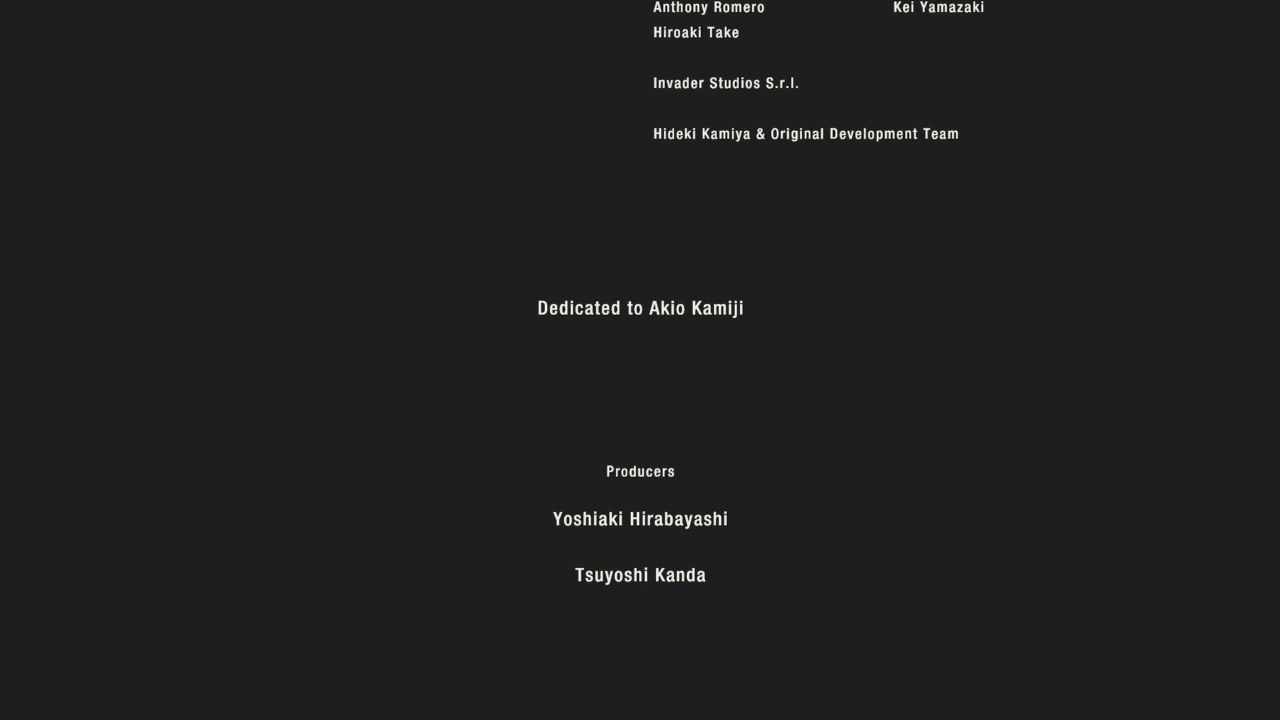 Anthony Romero Kei Yamazaki
Hiroaki Take
Invader Studios S.r.l.
Hideki Kamiya & Original Development Team
Dedicated to Akio Kamiji
Producers
Yoshiaki Hirabayashi
Tsuyoshi Kanda